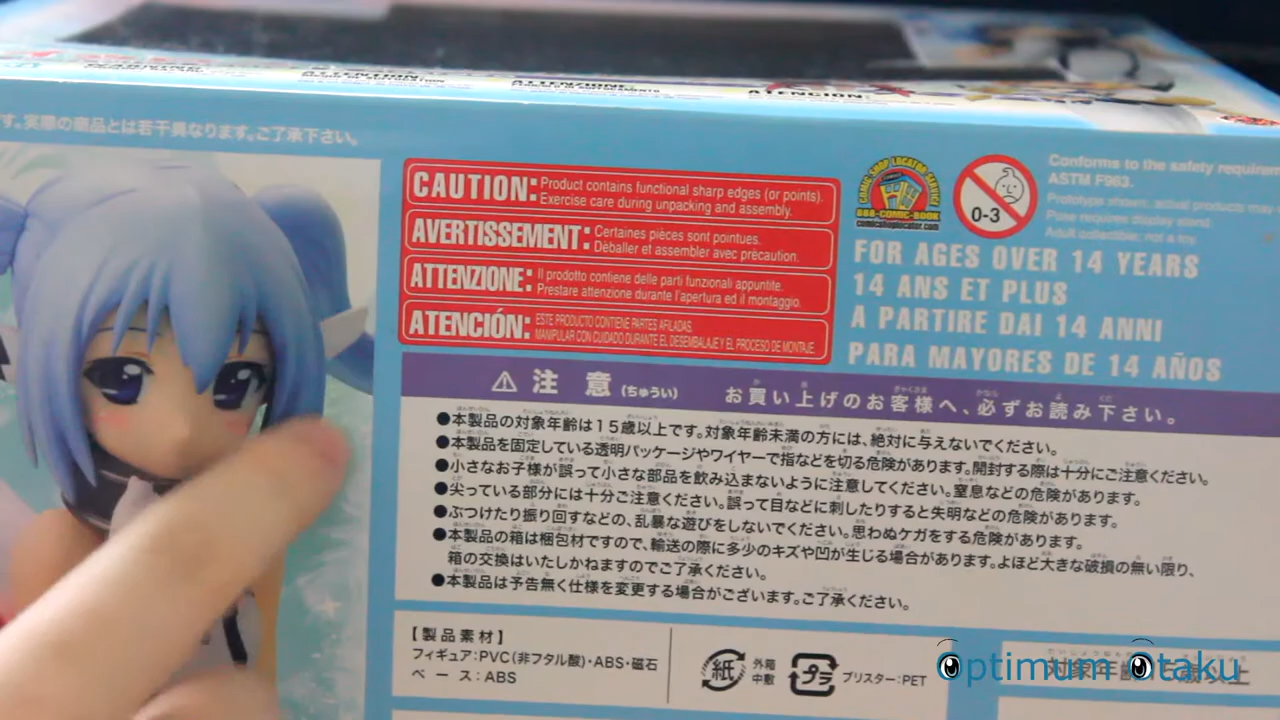 ATTENTION:
ATENCIÓN:
す。実際の商品とは若干異なります。ご了承下さい。
CAUTION: Product contains functional sharp edges (or points).
Exercise care during unpacking and assembly.
AVERTISSEMENT: Certaines pièces sont pointues.
Déballer et assembler avec précaution.
ATTENZIONE: Il prodotto contiene delle parti funzionali appuntite.
Prestare attenzione durante l'apertura ed il montaggio.
ATENCIÓN: ESTE PRODUCTO CONTIENE PARTES AFILADAS.
MANIPULAR CON CUIDADO DURANTE EL DESEMBALAJE Y EL PROCESO DE MONTAJE.
COMIC SHOP LOCATOR SERVICE
888-COMIC-BOOK
0-3
Conforms to the safety requirem
ASTM F963.
Prototype shown, actual products may
Pose requires display stand.
Adult collectible; not a toy.
FOR AGES OVER 14 YEARS
14 ANS ET PLUS
A PARTIRE DAI 14 ANNI
PARA MAYORES DE 14 AÑOS
⚠ 注意(ちゅうい) お買い上げのお客様へ、必ずお読み下さい。
●本製品の対象年齢は15歳以上です。対象年齢未満の方には、絶対に与えないでください。
●本製品を固定している透明パッケージやワイヤーで指などを切る危険があります。開封する際は十分にご注意ください。
●小さなお子様が誤って小さな部品を飲み込まないように注意してください。窒息などの危険があります。
●尖っている部分には十分ご注意ください。誤って目などに刺したりすると失明などの危険があります。
●ぶつけたり振り回すなどの、乱暴な遊びをしないでください。思わぬケガをする危険があります。
●本製品の箱は梱包材ですので、輸送の際に多少のキズや凹が生じる場合があります。よほど大きな破損の無い限り、
箱の交換はいたしかねますのでご了承ください。
●本製品は予告無く仕様を変更する場合がございます。ご了承ください。
【製品素材】
フィギュア:PVC(非フタル酸)・ABS・磁石
ベース:ABS
紙 外箱
中敷
プラ ブリスター:PET
対象年齢
歳以上
Optimum Otaku